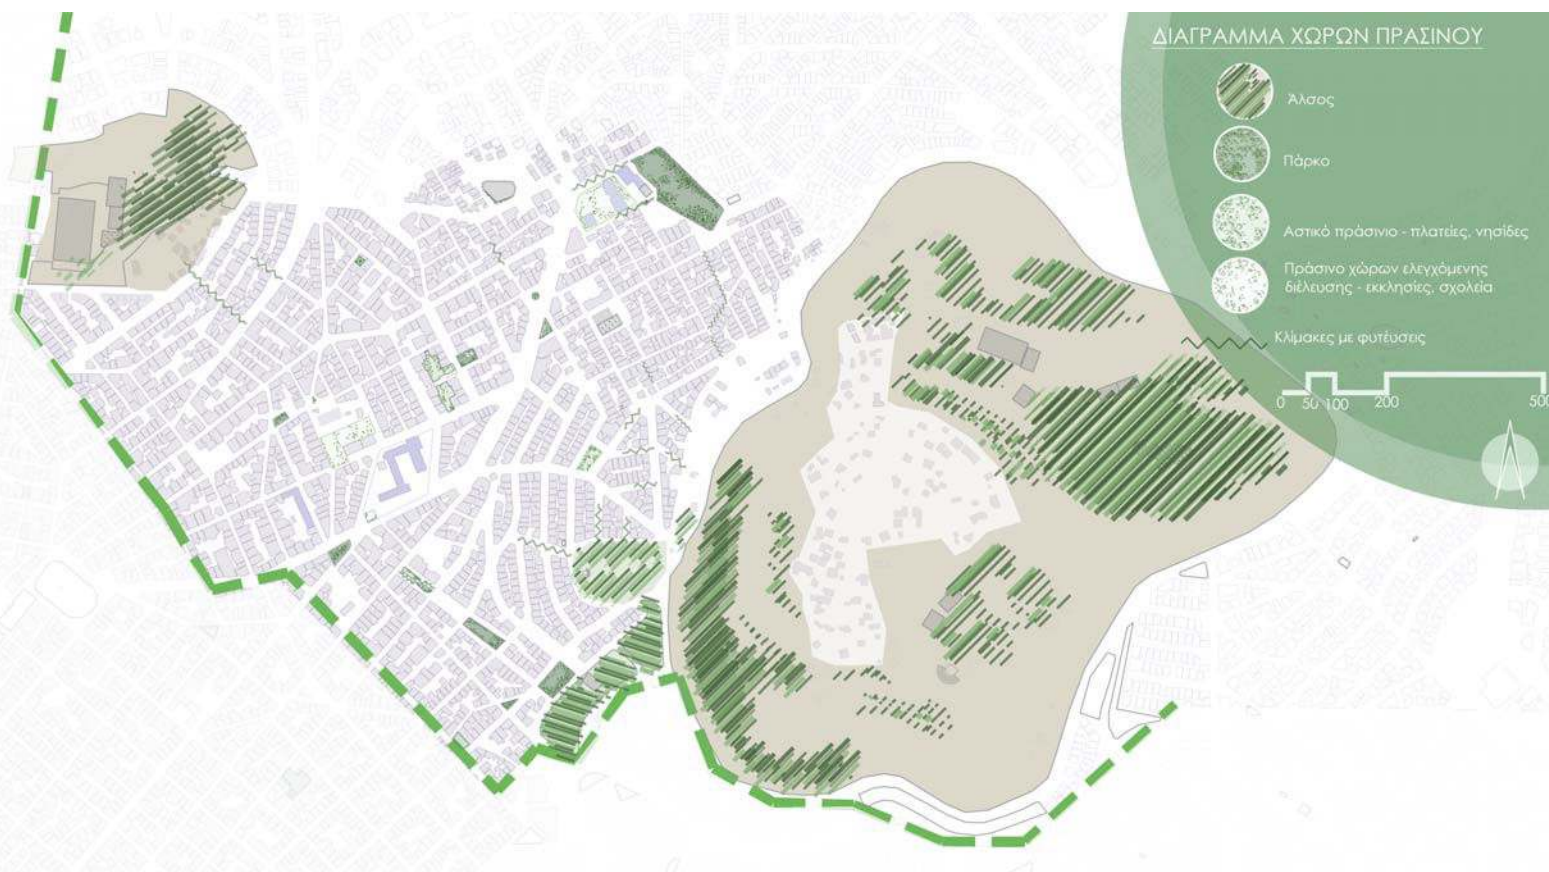 ΔΙΑΓΡΑΜΜΑ ΧΩΡΩΝ ΠΡΑΣΙΝΟΥ
Άλσος
Πάρκο
Αστικό πράσινιο - πλατείες, νησίδες
Πράσινο χώρων ελεγχόμενης
διέλευσης - εκκλησίες, σχολεία
Κλίμακες με φυτεύσεις
0 50 100 200 500